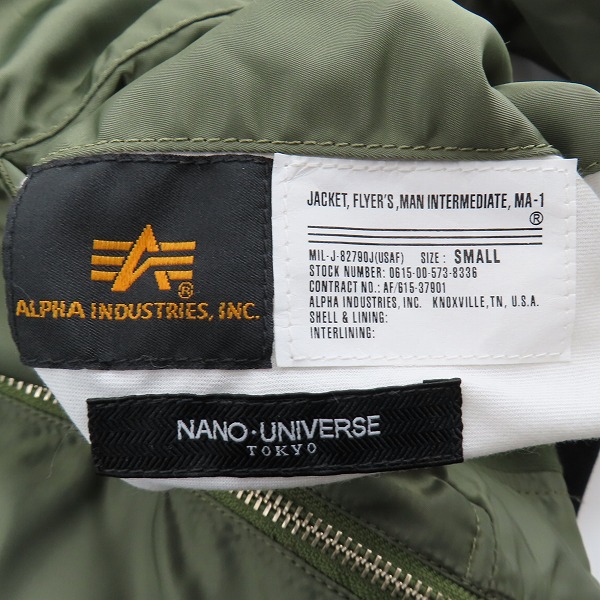 ALPHA INDUSTRIES, INC.
®
JACKET, FLYER'S ,MAN INTERMEDIATE, MA-1
®
MIL-J-82790J(USAF) SIZE: SMALL
STOCK NUMBER: 0615-00-573-8336
CONTRACT NO.: AF/615-37901
ALPHA INDUSTRIES, INC. KNOXVILLE,TN, U.S.A.
SHELL & LINING:
INTERLINING:
NANO·UNIVERSE
TOKYO